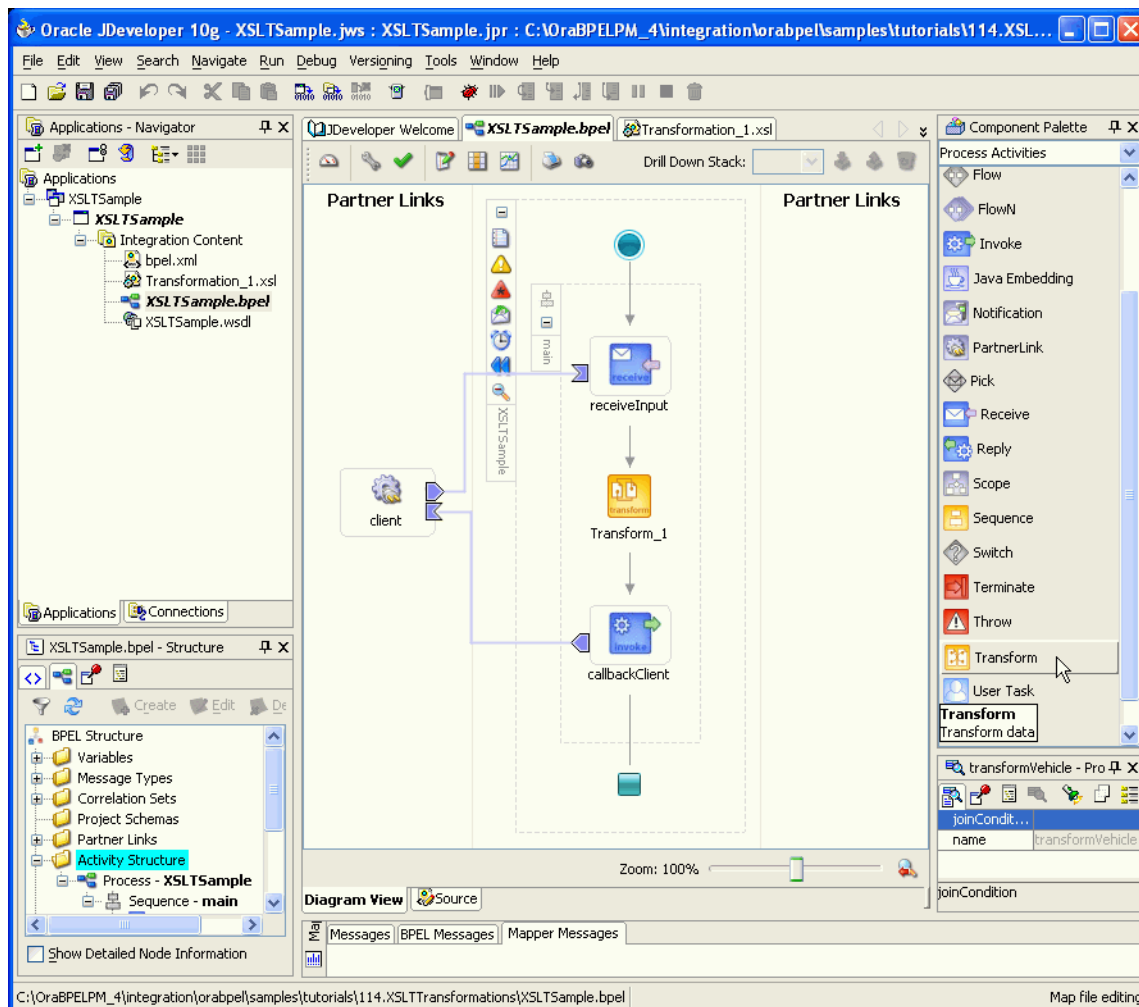 Oracle JDeveloper 10g - XSLTSample.jws : XSLTSample.jpr : C:\OraBPELPM_4\integration\orabpel\samples\tutorials\114.XSL...
File Edit View Search Navigate Run Debug Versioning Tools Window Help
Applications - Navigator
Applications
XSLTSample
XSLTSample
Integration Content
bpel.xml
Transformation_1.xsl
XSLTSample.bpel
XSLTSample.wsdl
Applications Connections
XSLTSample.bpel - Structure
Create Edit De
BPEL Structure
Variables
Message Types
Correlation Sets
Project Schemas
Partner Links
Activity Structure
Process - XSLTSample
Sequence - main
Show Detailed Node Information
JDeveloper Welcome XSLTSample.bpel Transformation_1.xsl
Drill Down Stack:
Partner Links Partner Links
main
receive
receiveInput
XSLTSample
client
transform
Transform_1
invoke
callbackClient
Zoom: 100%
Diagram View Source
Messages BPEL Messages Mapper Messages
Component Palette
Process Activities
Flow
FlowN
Invoke
Java Embedding
Notification
PartnerLink
Pick
Receive
Reply
Scope
Sequence
Switch
Terminate
Throw
Transform
User Task
Transform
Transform data
transformVehicle - Pro
joinCondit...
name transformVehicle
joinCondition
C:\OraBPELPM_4\integration\orabpel\samples\tutorials\114.XSLTTransformations\XSLTSample.bpel Map file editing